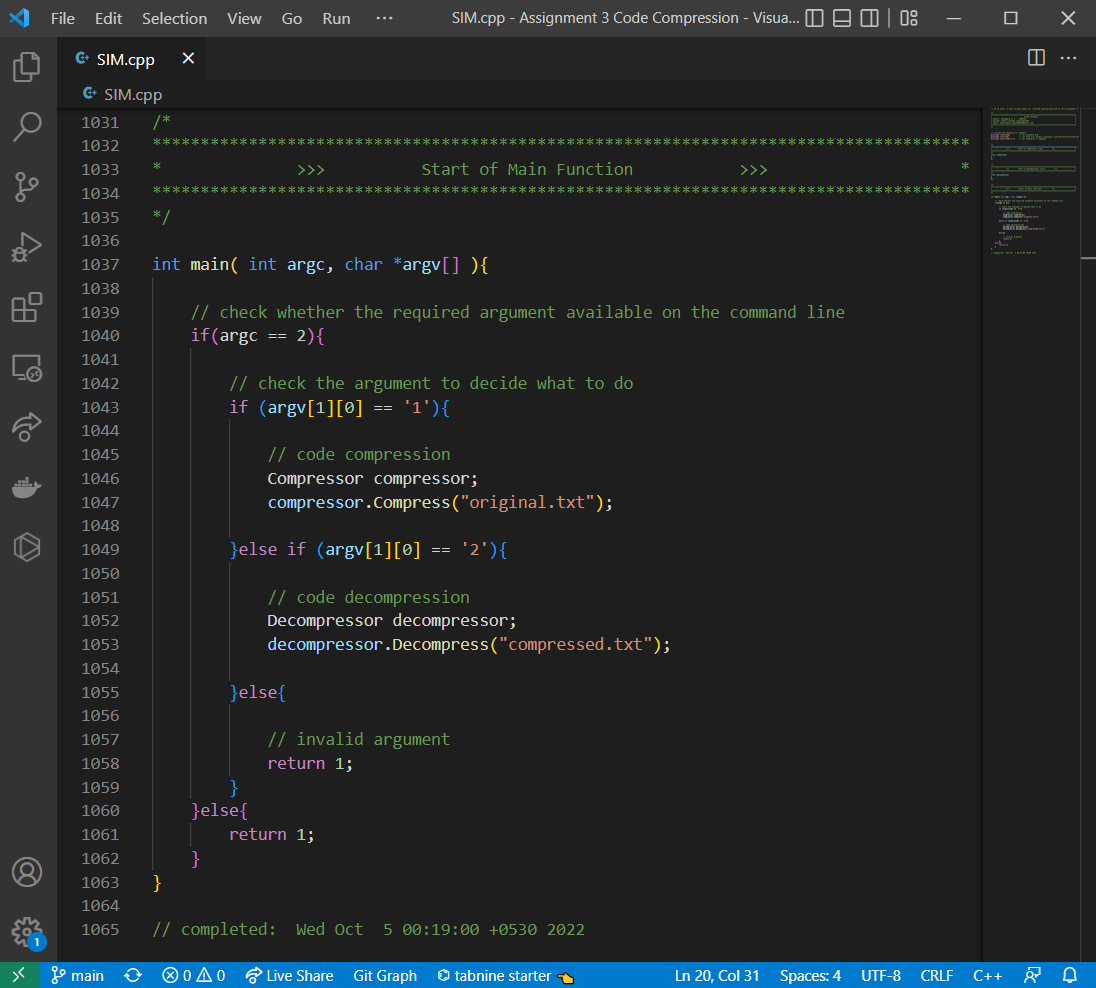 File Edit Selection View Go Run ··· SIM.cpp - Assignment 3 Code Compression - Visua...
SIM.cpp
SIM.cpp
1031 /*
1032 *************************************************************************************
1033 * >>> Start of Main Function >>> *
1034 *************************************************************************************
1035 */
1036
1037 int main( int argc, char *argv[] ){
1038
1039 // check whether the required argument available on the command line
1040 if(argc == 2){
1041
1042 // check the argument to decide what to do
1043 if (argv[1][0] == '1'){
1044
1045 // code compression
1046 Compressor compressor;
1047 compressor.Compress("original.txt");
1048
1049 }else if (argv[1][0] == '2'){
1050
1051 // code decompression
1052 Decompressor decompressor;
1053 decompressor.Decompress("compressed.txt");
1054
1055 }else{
1056
1057 // invalid argument
1058 return 1;
1059 }
1060 }else{
1061 return 1;
1062 }
1063 }
1064
1065 // completed: Wed Oct  5 00:19:00 +0530 2022
1
main 0 0 Live Share Git Graph tabnine starter 👈 Ln 20, Col 31 Spaces: 4 UTF-8 CRLF C++